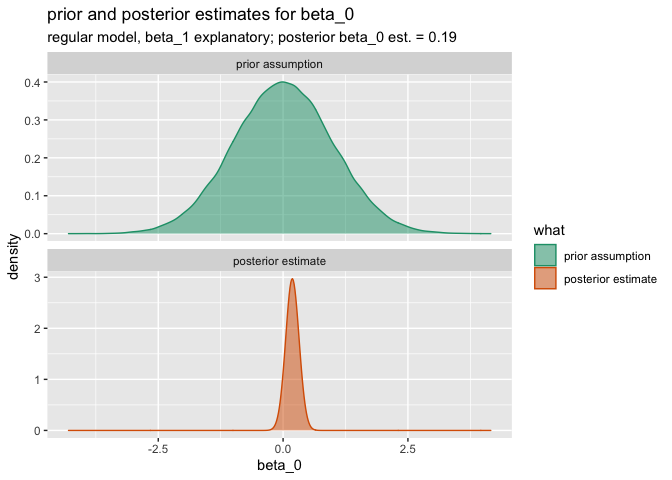 prior and posterior estimates for beta_0
regular model, beta_1 explanatory; posterior beta_0 est. = 0.19
prior assumption
0.4
0.3
0.2
0.1
0.0
posterior estimate
3
2
1
0
density
-2.5
0.0
2.5
beta_0
what
prior assumption
posterior estimate